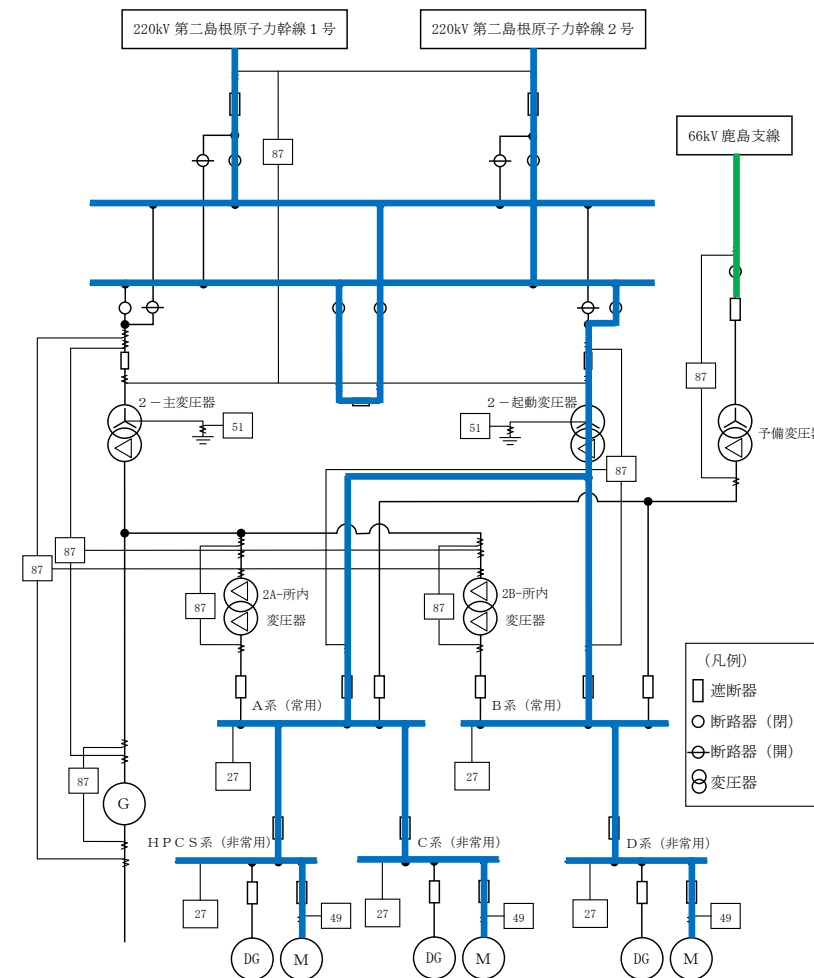 220kV 第二島根原子力幹線1号
220kV 第二島根原子力幹線2号
87
66kV 鹿島支線
2－主変圧器
51
2－起動変圧器
51
87
予備変圧器
87
87
87
87
2A-所内
変圧器
87
2B-所内
変圧器
A系（常用）
B系（常用）
27
27
(凡例)
遮断器
断路器（閉）
断路器（開）
変圧器
87
G
HPCS系（非常用）
C系（非常用）
D系（非常用）
27
49
27
49
27
49
DG
M
DG
M
DG
M